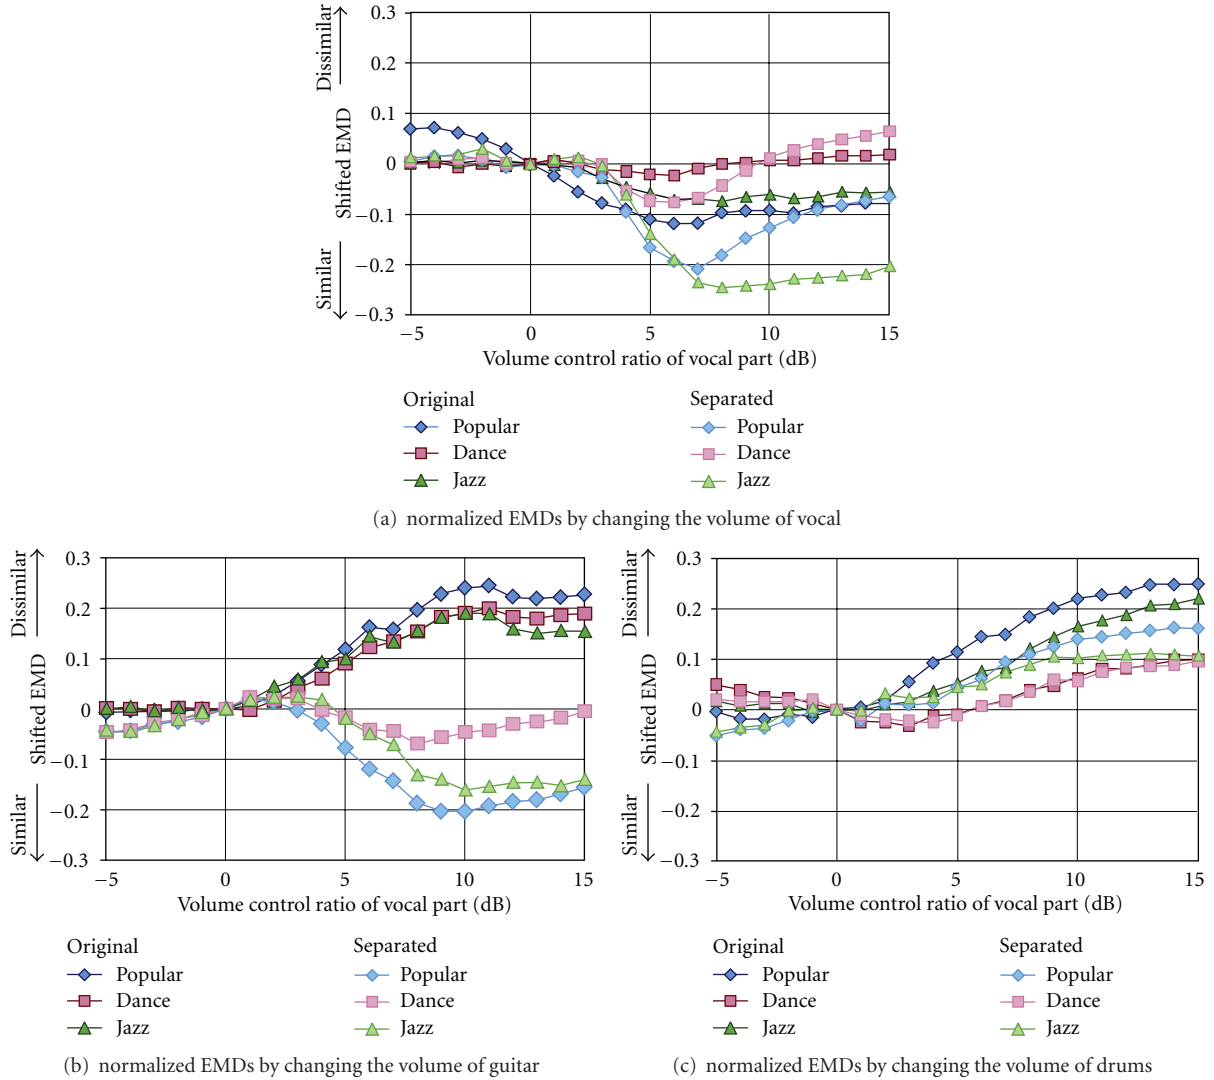 Dissimilar
Shifted EMD
Similar
0.3
0.2
0.1
0
−0.1
−0.2
−0.3
−5
0
5
10
15
Volume control ratio of vocal part (dB)
Original
Popular
Dance
Jazz
Separated
Popular
Dance
Jazz
(a) normalized EMDs by changing the volume of vocal
Dissimilar
Shifted EMD
Similar
0.3
0.2
0.1
0
−0.1
−0.2
−0.3
−5
0
5
10
15
Volume control ratio of vocal part (dB)
Original
Popular
Dance
Jazz
Separated
Popular
Dance
Jazz
(b) normalized EMDs by changing the volume of guitar
Dissimilar
Shifted EMD
Similar
0.3
0.2
0.1
0
−0.1
−0.2
−0.3
−5
0
5
10
15
Volume control ratio of vocal part (dB)
Original
Popular
Dance
Jazz
Separated
Popular
Dance
Jazz
(c) normalized EMDs by changing the volume of drums